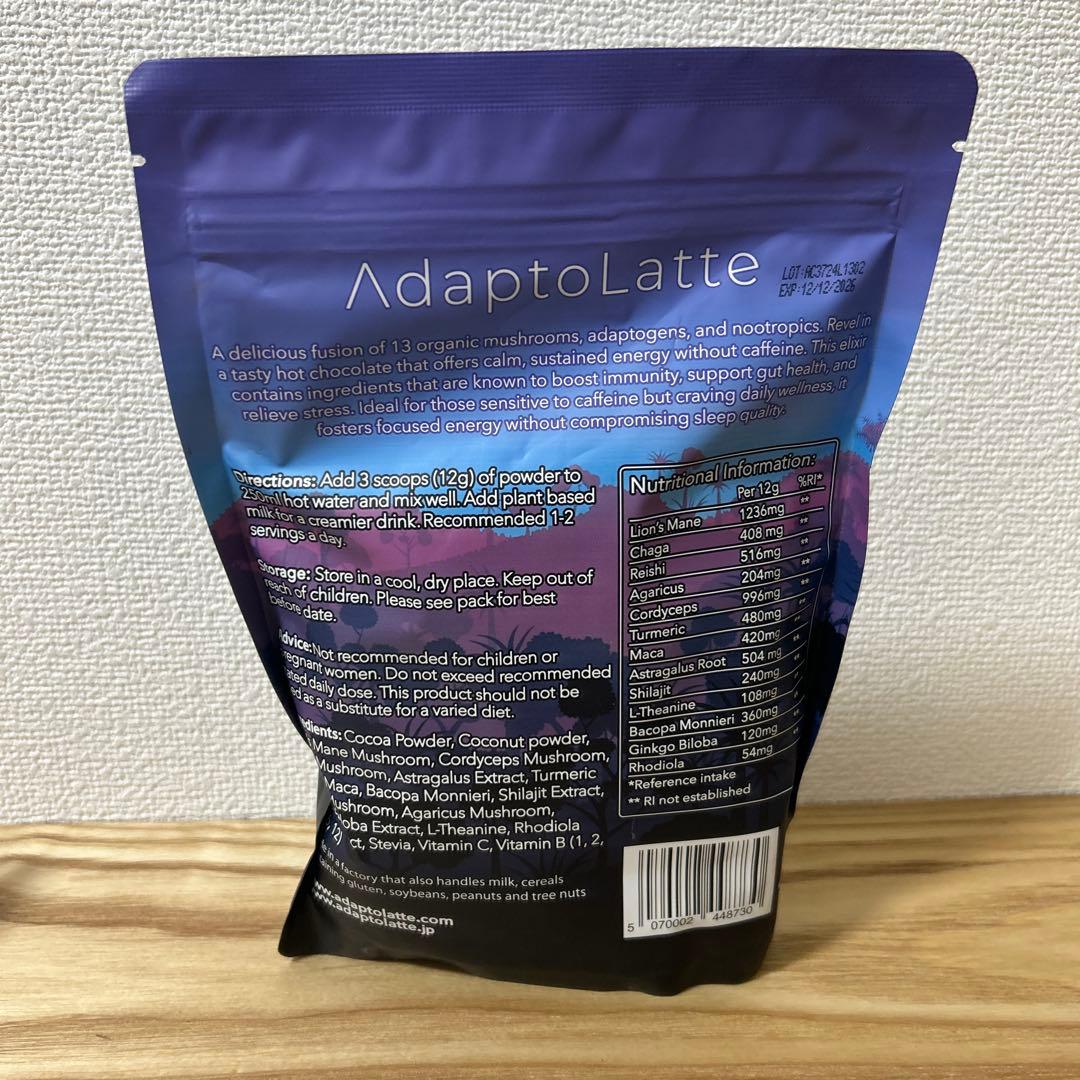 AdaptoLatte
LOT:AC3724L1302
EXP:12/12/2026
A delicious fusion of 13 organic mushrooms, adaptogens, and nootropics. Revel in
a tasty hot chocolate that offers calm, sustained energy without caffeine. This elixir
contains ingredients that are known to boost immunity, support gut health, and
relieve stress. Ideal for those sensitive to caffeine but craving daily wellness, it
fosters focused energy without compromising sleep quality.
Directions: Add 3 scoops (12g) of powder to
250ml hot water and mix well. Add plant based
milk for a creamier drink. Recommended 1-2
servings a day.
Storage: Store in a cool, dry place. Keep out of
reach of children. Please see pack for best
before date.
Advice: Not recommended for children or
pregnant women. Do not exceed recommended
daily dose. This product should not be
as a substitute for a varied diet.
Cocoa Powder, Coconut powder,
Mane Mushroom, Cordyceps Mushroom,
Mushroom, Astragalus Extract, Turmeric
Maca, Bacopa Monnieri, Shilajit Extract,
Mushroom, Agaricus Mushroom,
Extract, L-Theanine, Rhodiola
Stevia, Vitamin C, Vitamin B (1, 2,
12)
in a factory that also handles milk, cereals
gluten, soybeans, peanuts and tree nuts
www.adaptolatte.com
www.adaptolatte.jp
Nutritional Information:
Per 12g %RI*
Lion's Mane 1236mg **
Chaga 408 mg **
Reishi 516mg **
Agaricus 204mg **
Cordyceps 996mg **
Turmeric 480mg **
Maca 420mg **
Astragalus Root 504 mg **
Shilajit 240mg **
L-Theanine 108mg **
Bacopa Monnieri 360mg
Ginkgo Biloba 120mg **
Rhodiola 54mg **
*Reference intake
** RI not established
5 070002 448730